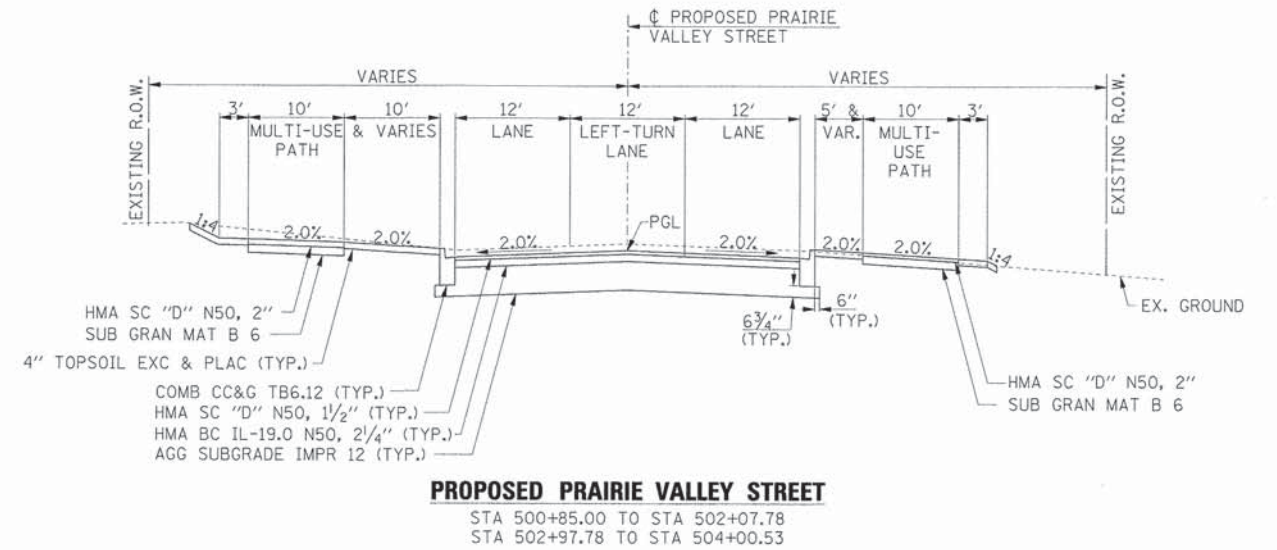 ℄ PROPOSED PRAIRIE
VALLEY STREET
VARIES
VARIES
EXISTING R.O.W.
3'
10'
MULTI-USE
PATH
10'
& VARIES
12'
LANE
12'
LEFT-TURN
LANE
12'
LANE
5' &
VAR.
10'
MULTI-
USE
PATH
3'
EXISTING R.O.W.
PGL
1:4
2.0%
2.0%
2.0%
2.0%
2.0%
2.0%
1:4
HMA SC "D" N50, 2"
SUB GRAN MAT B 6
4" TOPSOIL EXC & PLAC (TYP.)
COMB CC&G TB6.12 (TYP.)
HMA SC "D" N50, 1½" (TYP.)
HMA BC IL-19.0 N50, 2¼" (TYP.)
AGG SUBGRADE IMPR 12 (TYP.)
6¾"
(TYP.)
6"
(TYP.)
EX. GROUND
HMA SC "D" N50, 2"
SUB GRAN MAT B 6
PROPOSED PRAIRIE VALLEY STREET
STA 500+85.00 TO STA 502+07.78
STA 502+97.78 TO STA 504+00.53